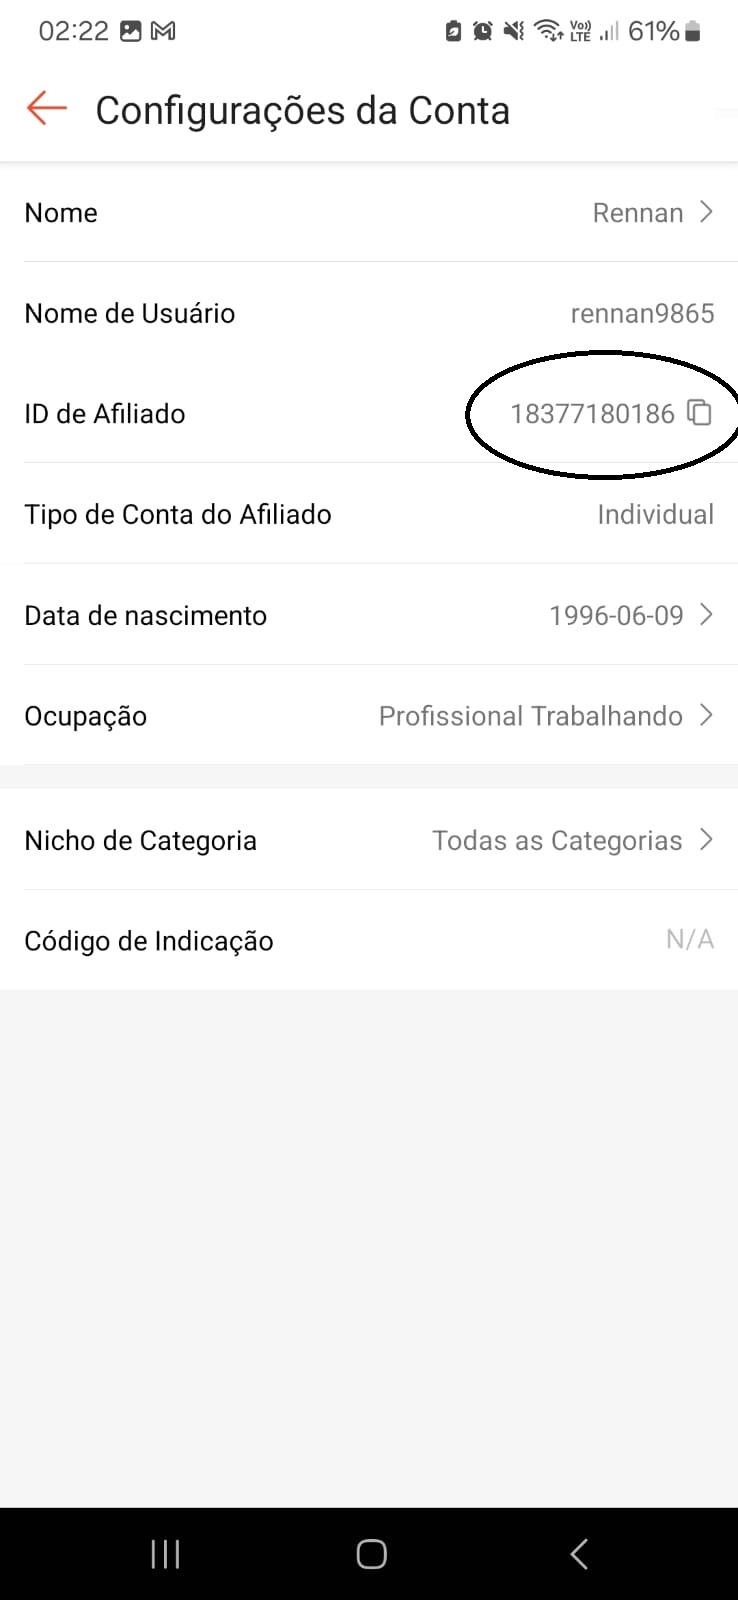 02:22
Vo))
LTE
61%
Configurações da Conta
Nome
Rennan
Nome de Usuário
rennan9865
ID de Afiliado
18377180186
Tipo de Conta do Afiliado
Individual
Data de nascimento
1996-06-09
Ocupação
Profissional Trabalhando
Nicho de Categoria
Todas as Categorias
Código de Indicação
N/A